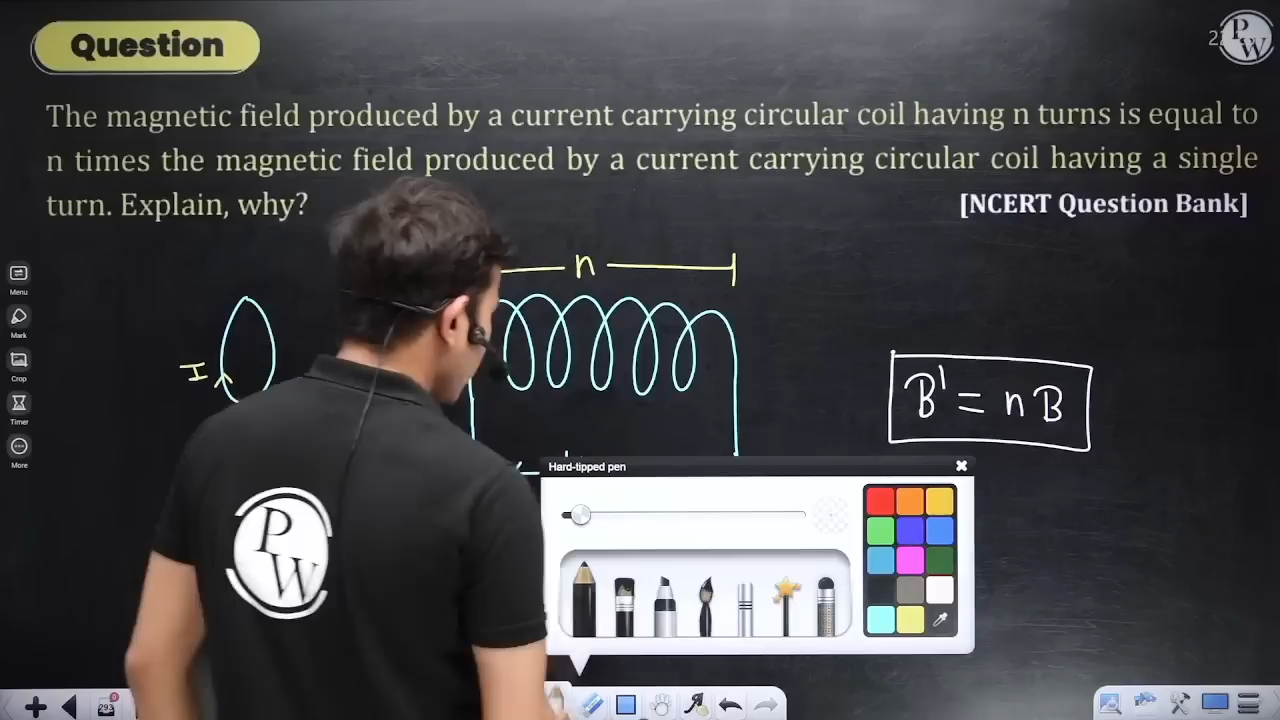 Question
The magnetic field produced by a current carrying circular coil having n turns is equal to
n times the magnetic field produced by a current carrying circular coil having a single
turn. Explain, why?
[NCERT Question Bank]
n
I
B' = nB
Menu
Mark
Crop
Timer
More
Hard-tipped pen
PW
PW
293